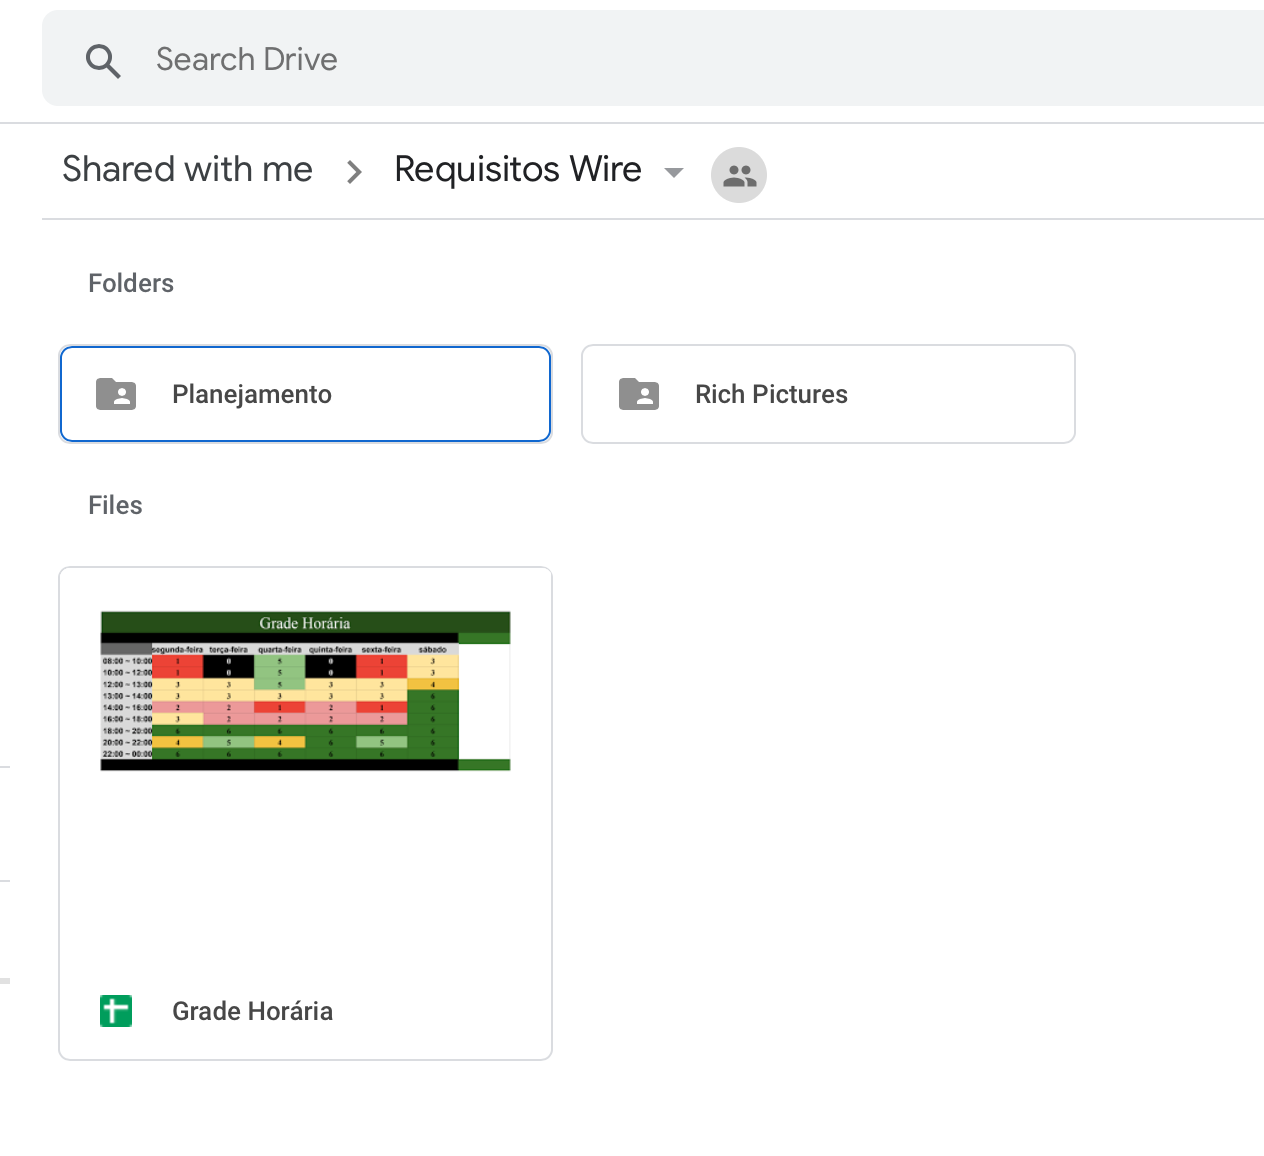 Search Drive
Shared with me > Requisitos Wire
Folders
Planejamento
Rich Pictures
Files
Grade Horária
segunda-feira terça-feira quarta-feira quinta-feira sexta-feira sábado
08:00 ~ 10:00 1 0 5 0 1 3
10:00 ~ 12:00 1 0 5 0 1 3
12:00 ~ 13:00 3 3 5 3 3 4
13:00 ~ 14:00 3 3 3 3 3 6
14:00 ~ 16:00 2 2 1 2 1 6
16:00 ~ 18:00 3 2 2 2 2 6
18:00 ~ 20:00 6 6 6 6 6 6
20:00 ~ 22:00 4 5 4 6 5 6
22:00 ~ 00:00 6 6 6 6 6 6
Grade Horária